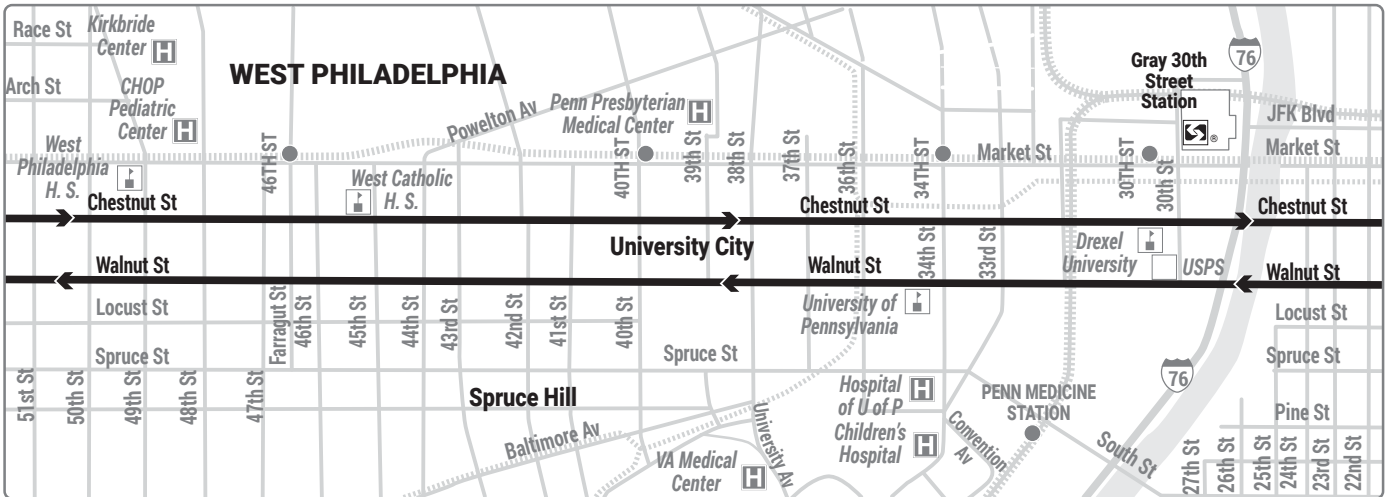 Race St
Kirkbride
Center
H
WEST PHILADELPHIA
Gray 30th
Street
Station
76
Arch St
CHOP
Pediatric
Center
H
Powelton Av
Penn Presbyterian
Medical Center
H
®
JFK Blvd
West
Philadelphia
H. S.
46TH ST
40TH ST
39th St
38th St
37th St
36th St
34TH ST
Market St
30TH ST
30th St
Market St
West Catholic
H. S.
Chestnut St
Chestnut St
Chestnut St
University City
34th St
33rd St
Drexel
University
USPS
Walnut St
Walnut St
Walnut St
University of
Pennsylvania
Locust St
Farragut St
46th St
45th St
44th St
43rd St
42nd St
41st St
40th St
Locust St
Spruce St
Spruce St
Spruce St
51st St
50th St
49th St
48th St
47th St
Spruce Hill
Hospital
of U of P
H
Children's
Hospital
H
PENN MEDICINE
STATION
76
Pine St
Baltimore Av
University Av
Convention
Av
South St
VA Medical
Center
H
27th St
26th St
25th St
24th St
23rd St
22nd St